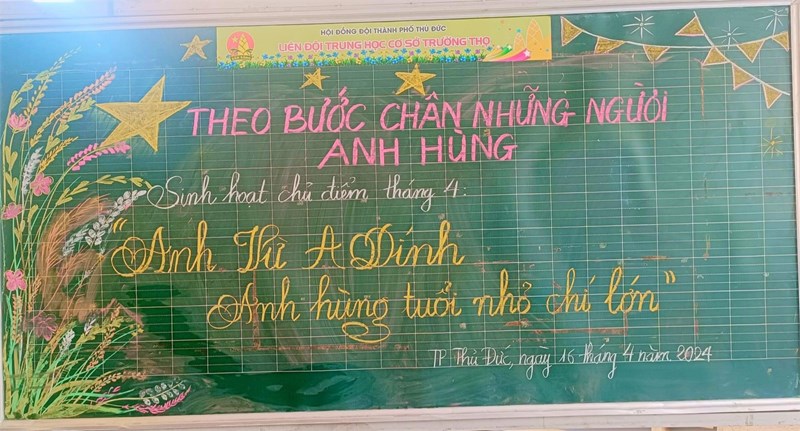 HỘI ĐỒNG ĐỘI THÀNH PHỐ THỦ ĐỨC
LIÊN ĐỘI TRUNG HỌC CƠ SỞ TRƯỜNG THỌ
THEO BƯỚC CHÂN NHỮNG NGƯỜI
ANH HÙNG
Sinh hoạt chủ điểm tháng 4:
"Anh Vừ A Dính
Anh hùng tuổi nhỏ chí lớn"
TP Thủ Đức, ngày 16 tháng 4 năm 2024